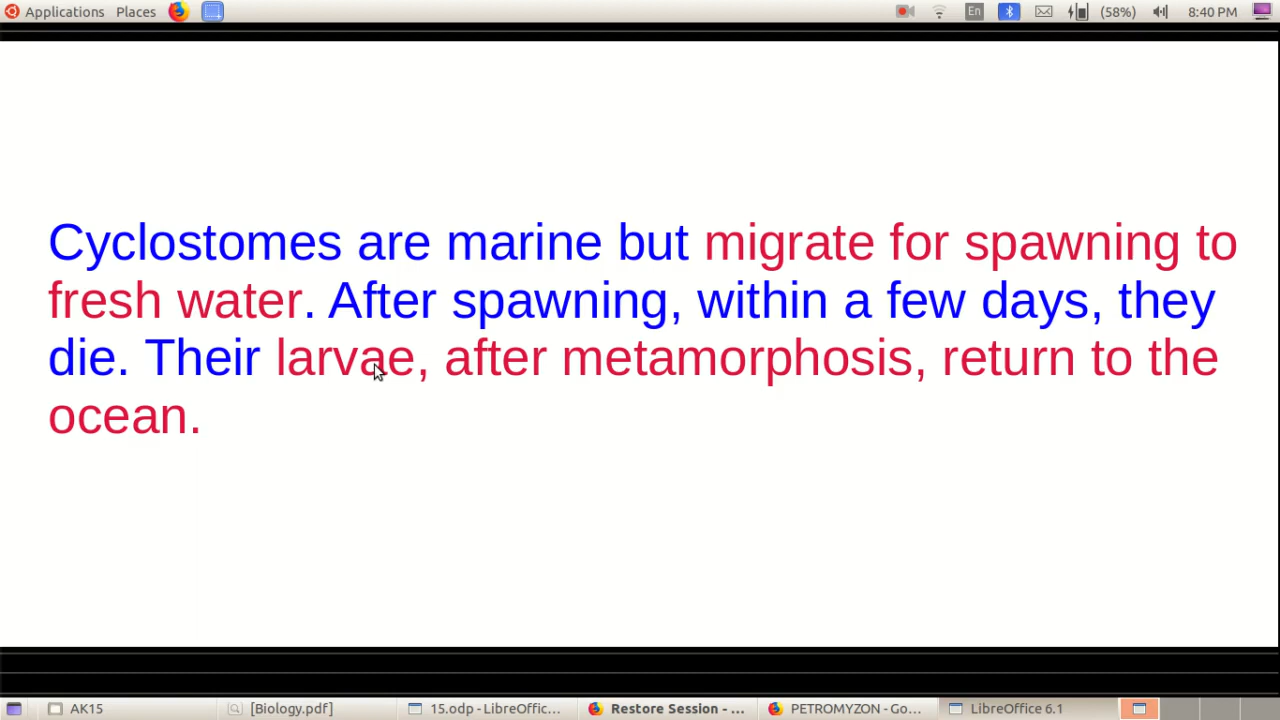 Applications Places En (58%) 8:40 PM
Cyclostomes are marine but migrate for spawning to
fresh water. After spawning, within a few days, they
die. Their larvae, after metamorphosis, return to the
ocean.
AK15 [Biology.pdf] 15.odp - LibreOffic... Restore Session - ... PETROMYZON - Go... LibreOffice 6.1